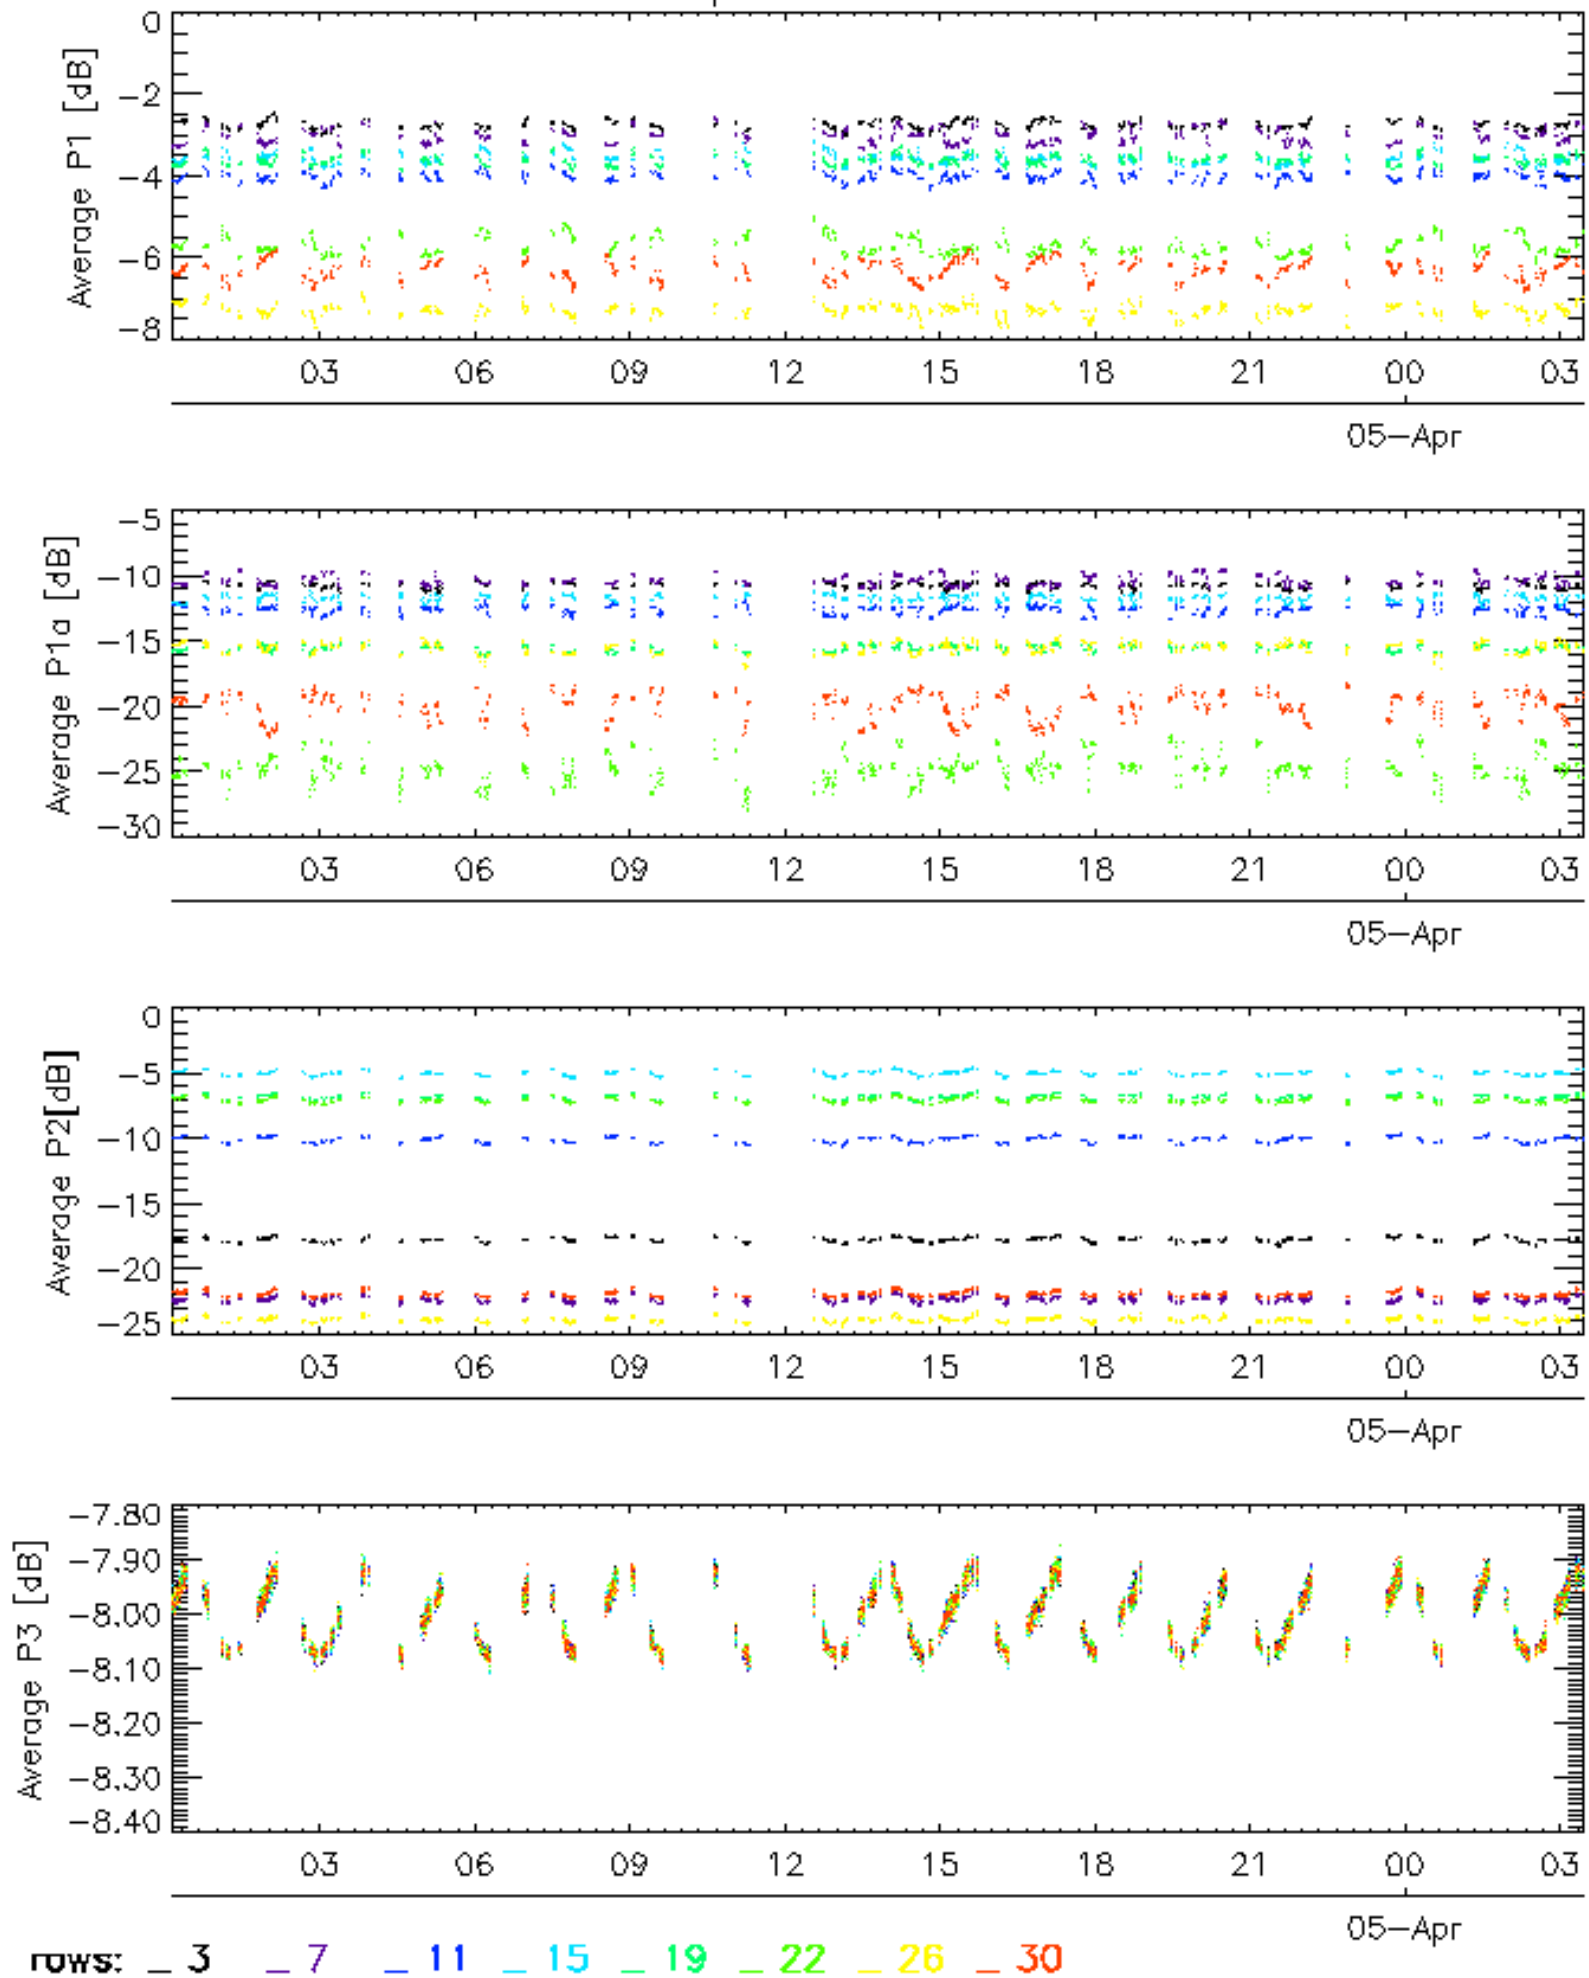 Average P1 [dB]
0
-2
-4
-6
-8
03 06 09 12 15 18 21 00 03
05-Apr
Average P1a [dB]
-5
-10
-15
-20
-25
-30
03 06 09 12 15 18 21 00 03
05-Apr
Average P2[dB]
0
-5
-10
-15
-20
-25
03 06 09 12 15 18 21 00 03
05-Apr
Average P3 [dB]
-7.80
-7.90
-8.00
-8.10
-8.20
-8.30
-8.40
03 06 09 12 15 18 21 00 03
05-Apr
rows: _ 3 _ 7 _ 11 _ 15 _ 19 _ 22 _ 26 _ 30